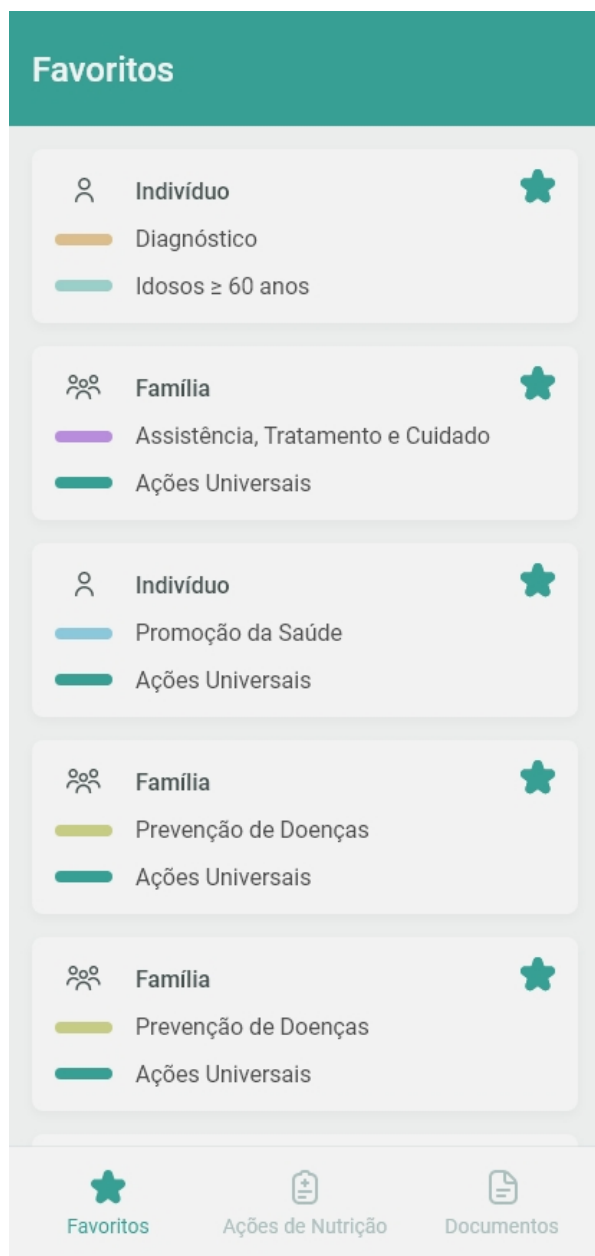 Favoritos
Indivíduo
Diagnóstico
Idosos ≥ 60 anos
Família
Assistência, Tratamento e Cuidado
Ações Universais
Indivíduo
Promoção da Saúde
Ações Universais
Família
Prevenção de Doenças
Ações Universais
Família
Prevenção de Doenças
Ações Universais
Favoritos
Ações de Nutrição
Documentos